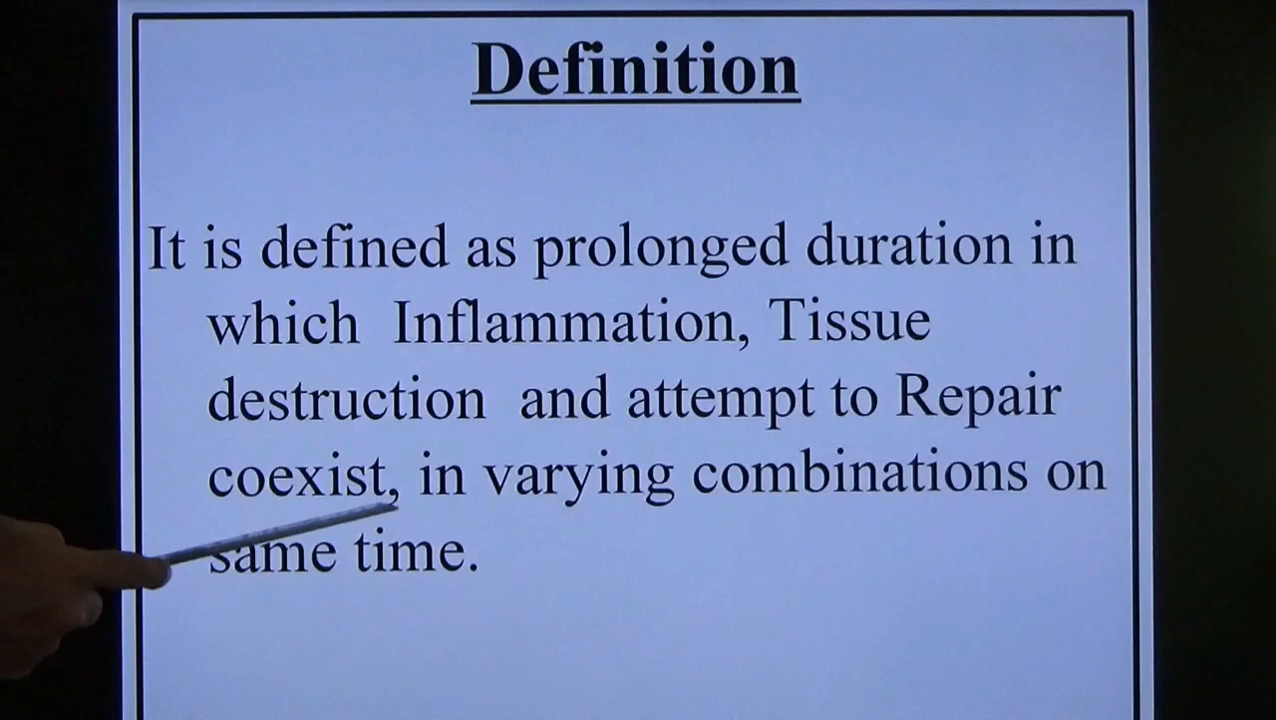 Definition
It is defined as prolonged duration in
which Inflammation, Tissue
destruction and attempt to Repair
coexist, in varying combinations on
same time.